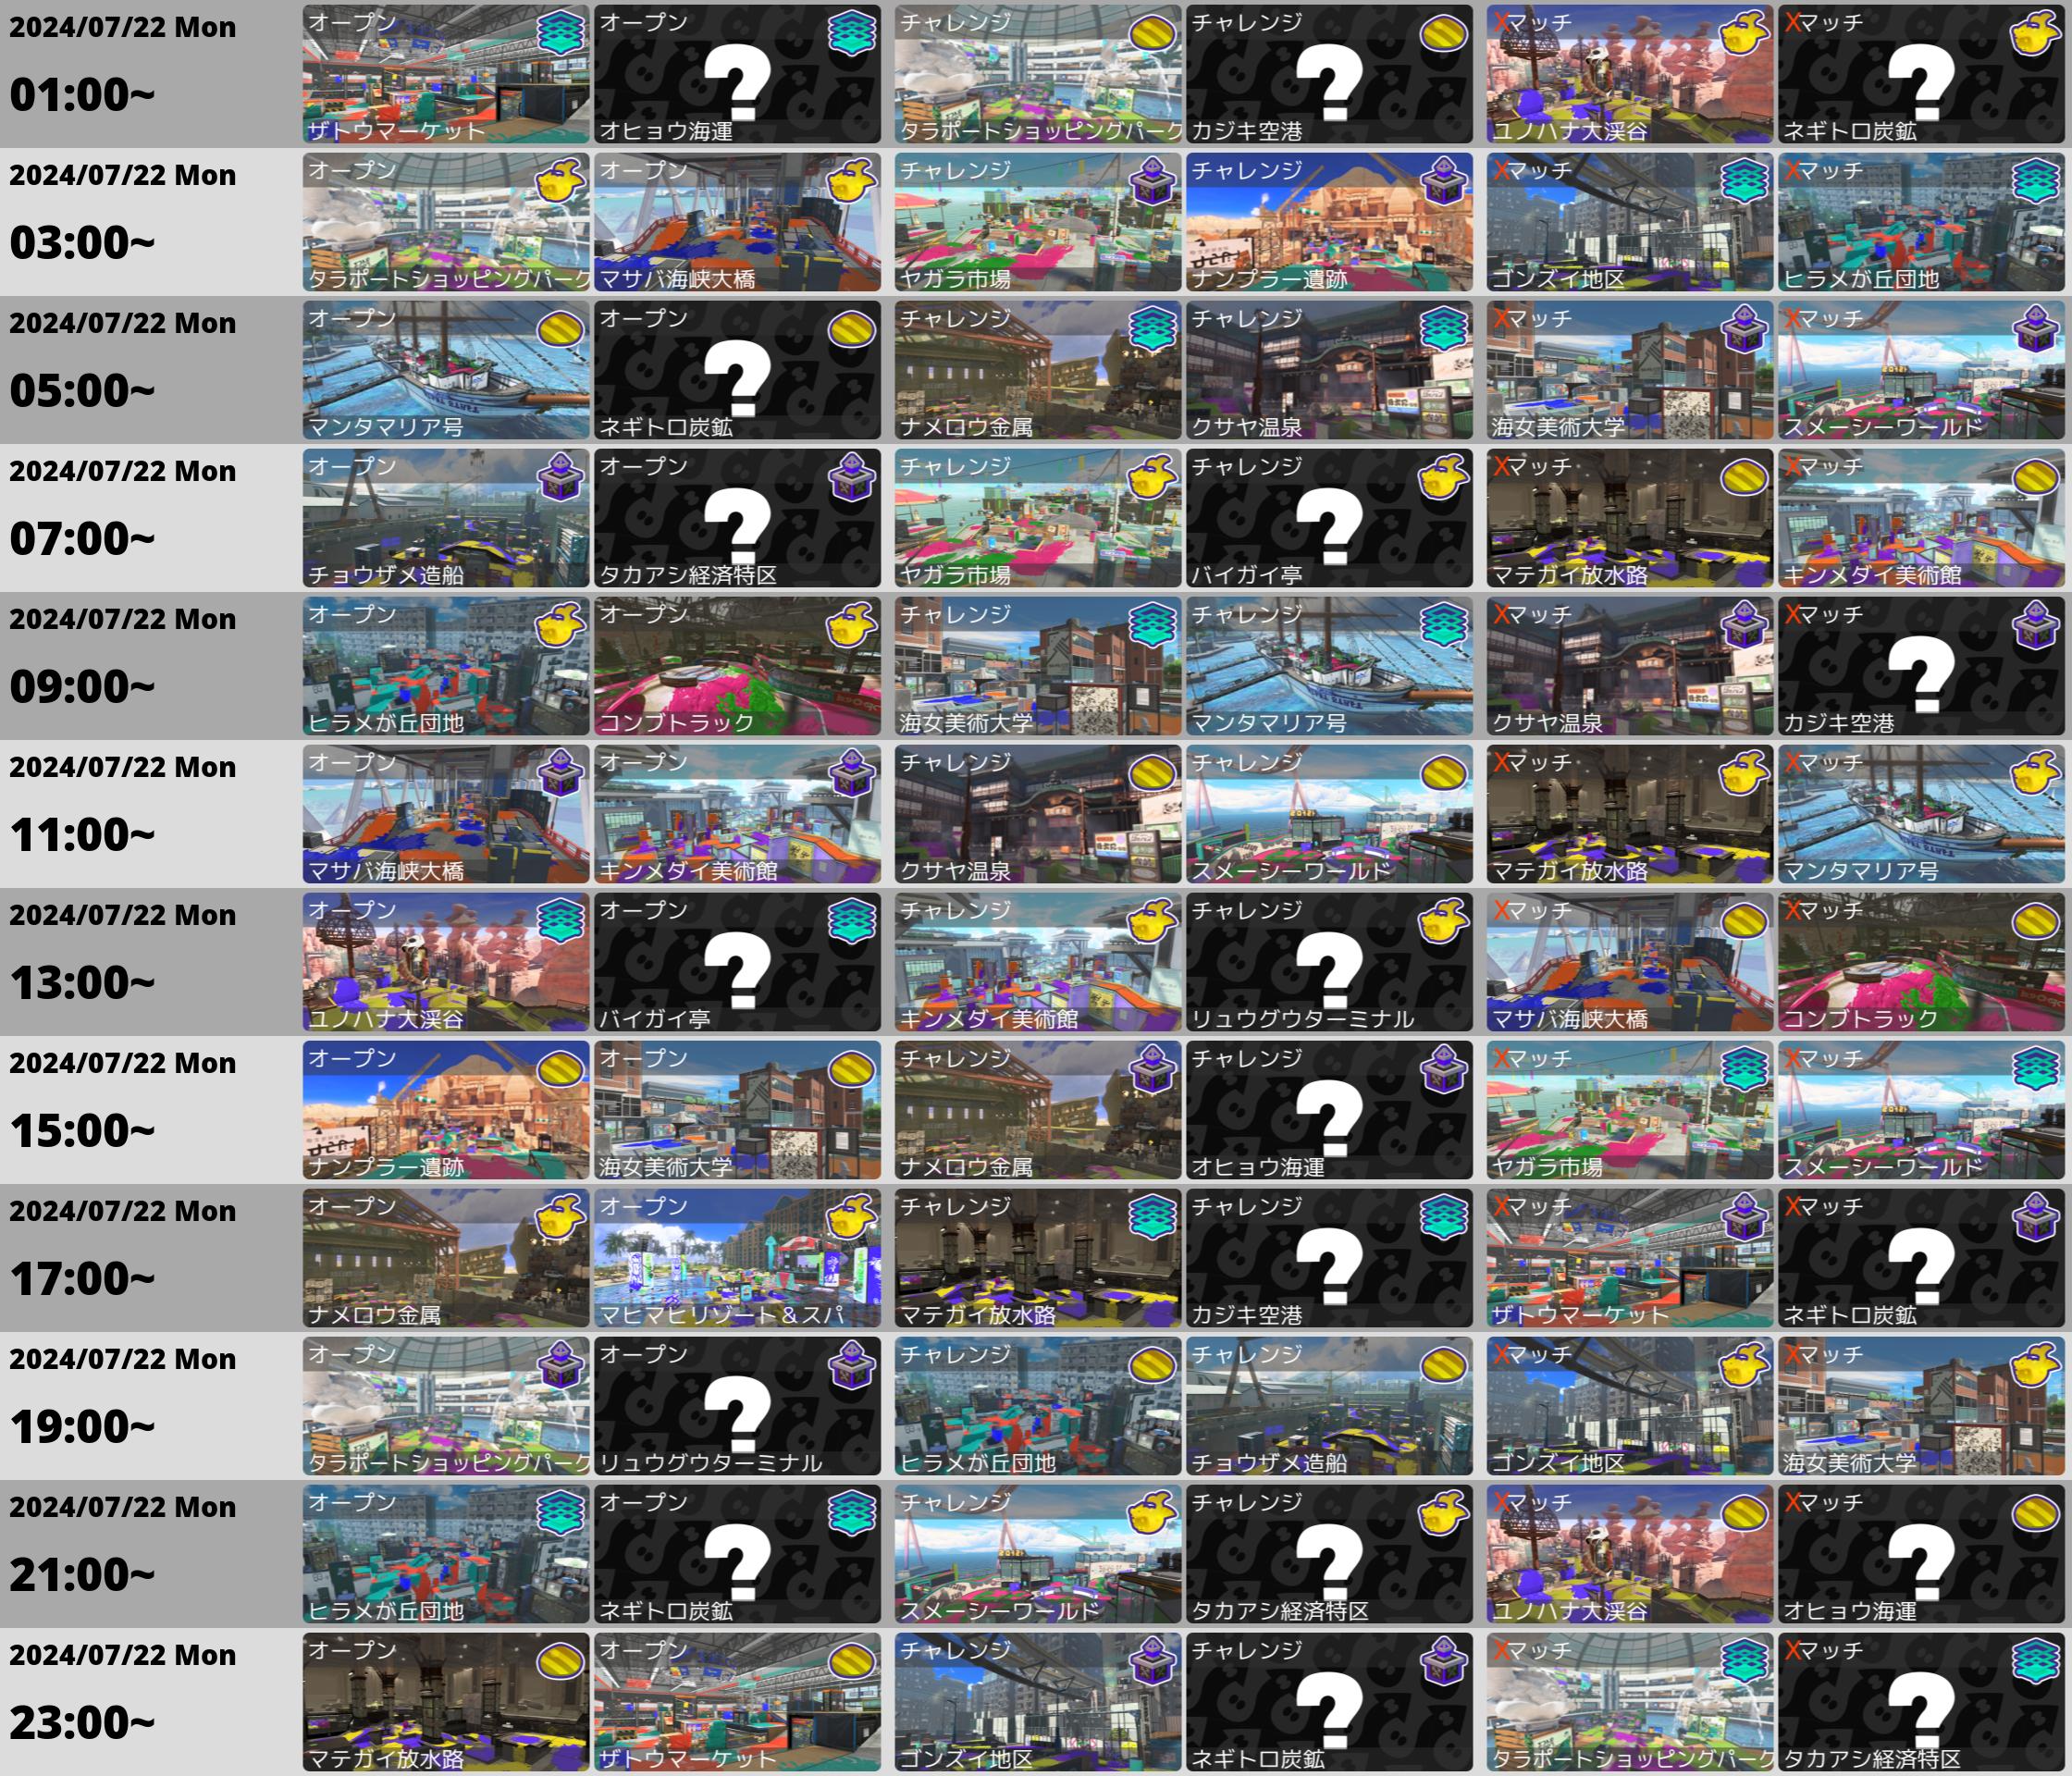 2024/07/22 Mon
01:00~
オープン
ザトウマーケット
オープン
オヒョウ海運
チャレンジ
タラポートショッピングパーク
チャレンジ
カジキ空港
Xマッチ
ユノハナ大渓谷
Xマッチ
ネギトロ炭鉱
2024/07/22 Mon
03:00~
オープン
タラポートショッピングパーク
オープン
マサバ海峡大橋
チャレンジ
ヤガラ市場
チャレンジ
ナンプラー遺跡
Xマッチ
ゴンズイ地区
Xマッチ
ヒラメが丘団地
2024/07/22 Mon
05:00~
オープン
マンタマリア号
オープン
ネギトロ炭鉱
チャレンジ
ナメロウ金属
チャレンジ
クサヤ温泉
Xマッチ
海女美術大学
Xマッチ
スメーシーワールド
2024/07/22 Mon
07:00~
オープン
チョウザメ造船
オープン
タカアシ経済特区
チャレンジ
ヤガラ市場
チャレンジ
バイガイ亭
Xマッチ
マテガイ放水路
Xマッチ
キンメダイ美術館
2024/07/22 Mon
09:00~
オープン
ヒラメが丘団地
オープン
コンブトラック
チャレンジ
海女美術大学
チャレンジ
マンタマリア号
Xマッチ
クサヤ温泉
Xマッチ
カジキ空港
2024/07/22 Mon
11:00~
オープン
マサバ海峡大橋
オープン
キンメダイ美術館
チャレンジ
クサヤ温泉
チャレンジ
スメーシーワールド
Xマッチ
マテガイ放水路
Xマッチ
マンタマリア号
2024/07/22 Mon
13:00~
オープン
ユノハナ大渓谷
オープン
バイガイ亭
チャレンジ
キンメダイ美術館
チャレンジ
リュウグウターミナル
Xマッチ
マサバ海峡大橋
Xマッチ
コンブトラック
2024/07/22 Mon
15:00~
オープン
ナンプラー遺跡
オープン
海女美術大学
チャレンジ
ナメロウ金属
チャレンジ
オヒョウ海運
Xマッチ
ヤガラ市場
Xマッチ
スメーシーワールド
2024/07/22 Mon
17:00~
オープン
ナメロウ金属
オープン
マヒマヒリゾート＆スパ
チャレンジ
マテガイ放水路
チャレンジ
カジキ空港
Xマッチ
ザトウマーケット
Xマッチ
ネギトロ炭鉱
2024/07/22 Mon
19:00~
オープン
タラポートショッピングパーク
オープン
リュウグウターミナル
チャレンジ
ヒラメが丘団地
チャレンジ
チョウザメ造船
Xマッチ
ゴンズイ地区
Xマッチ
海女美術大学
2024/07/22 Mon
21:00~
オープン
ヒラメが丘団地
オープン
ネギトロ炭鉱
チャレンジ
スメーシーワールド
チャレンジ
タカアシ経済特区
Xマッチ
ユノハナ大渓谷
Xマッチ
オヒョウ海運
2024/07/22 Mon
23:00~
オープン
マテガイ放水路
オープン
ザトウマーケット
チャレンジ
ゴンズイ地区
チャレンジ
ネギトロ炭鉱
Xマッチ
タラポートショッピングパーク
Xマッチ
タカアシ経済特区